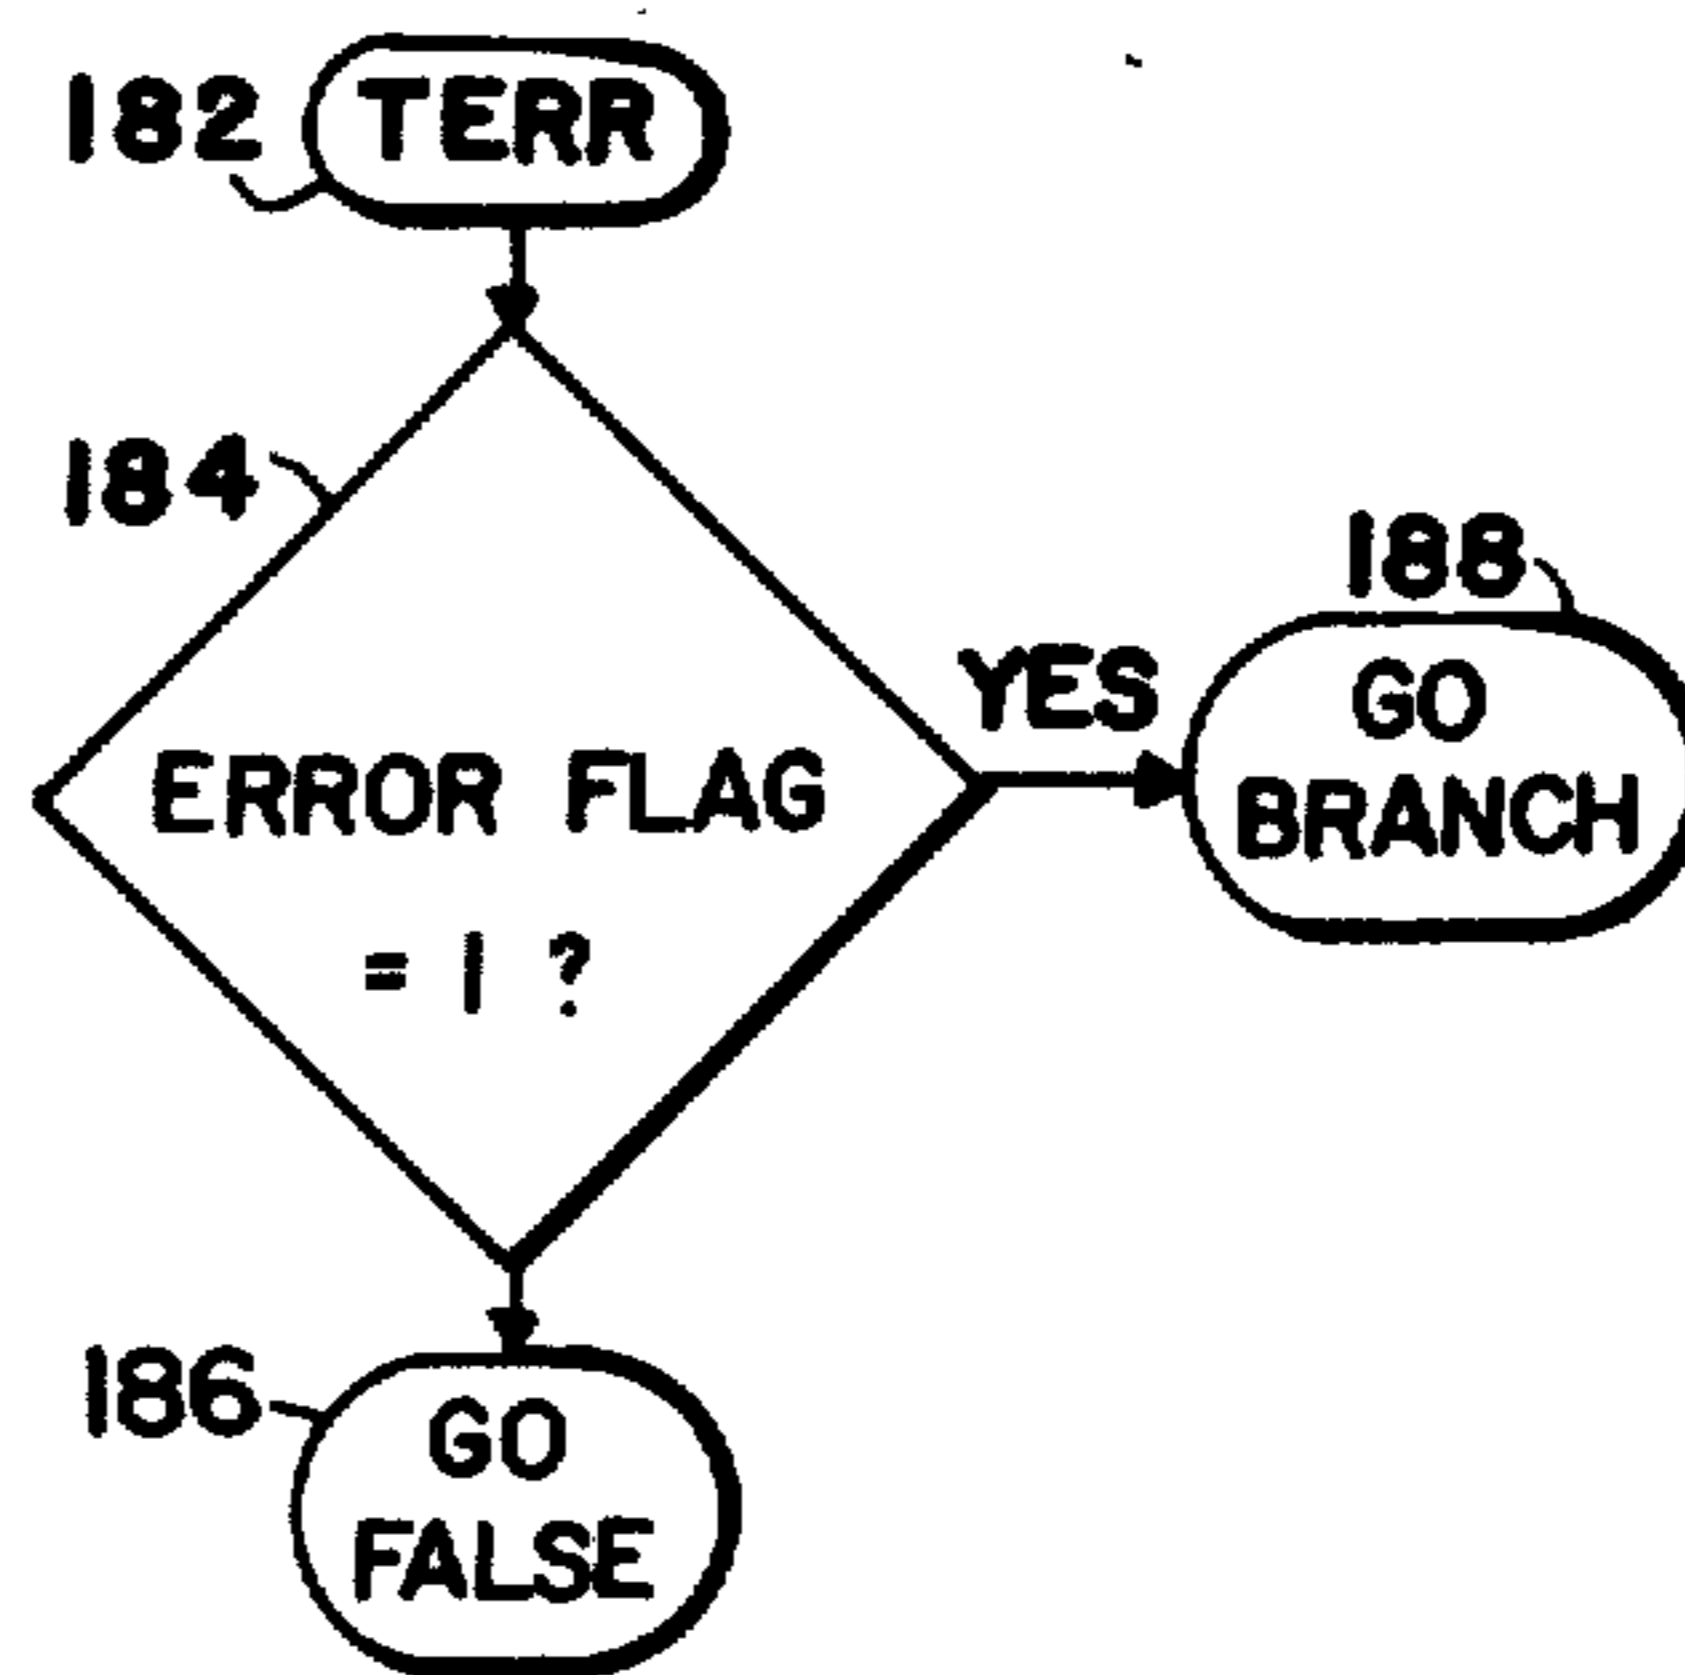 182 TERR
184
ERROR FLAG
= 1 ?
YES
188
GO
BRANCH
186
GO
FALSE